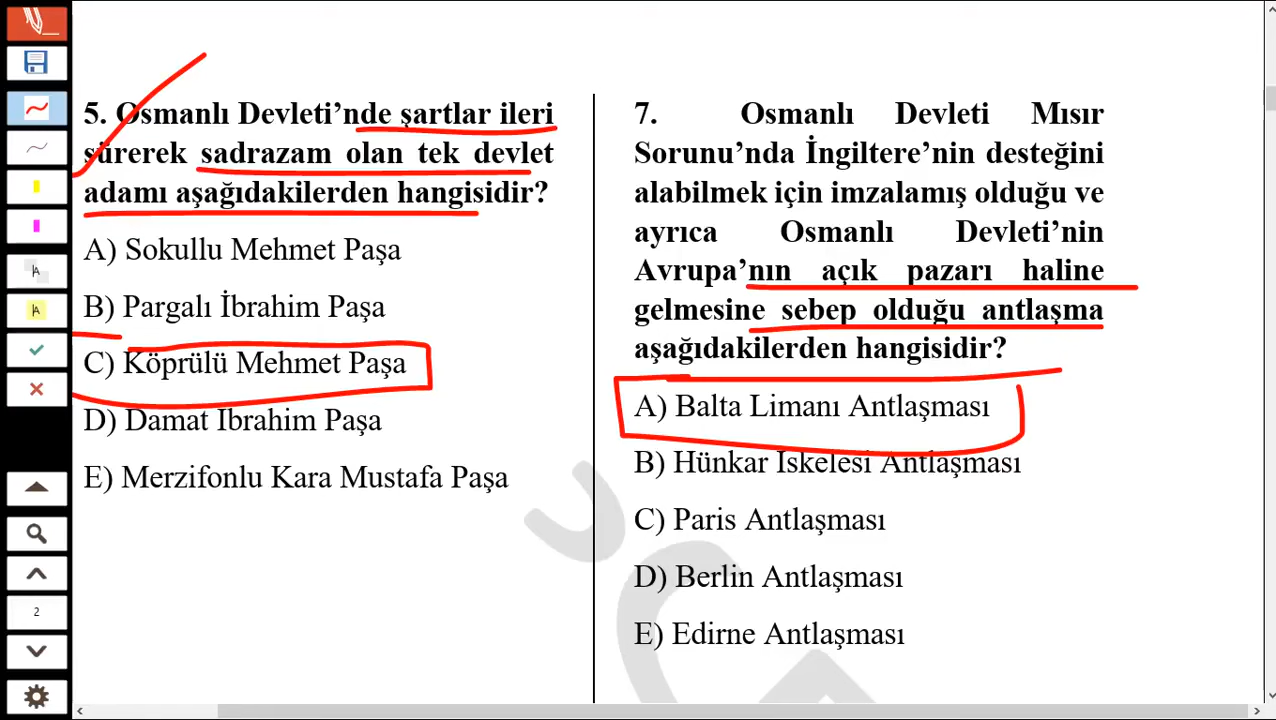 5. Osmanlı Devleti’nde şartlar ileri
sürerek sadrazam olan tek devlet
adamı aşağıdakilerden hangisidir?
A) Sokullu Mehmet Paşa
B) Pargalı İbrahim Paşa
C) Köprülü Mehmet Paşa
D) Damat Ibrahim Paşa
E) Merzifonlu Kara Mustafa Paşa
7. Osmanlı Devleti Mısır
Sorunu’nda İngiltere’nin desteğini
alabilmek için imzalamış olduğu ve
ayrıca Osmanlı Devleti’nin
Avrupa’nın açık pazarı haline
gelmesine sebep olduğu antlaşma
aşağıdakilerden hangisidir?
A) Balta Limanı Antlaşması
B) Hünkar Iskelesi Antlaşması
C) Paris Antlaşması
D) Berlin Antlaşması
E) Edirne Antlaşması
2